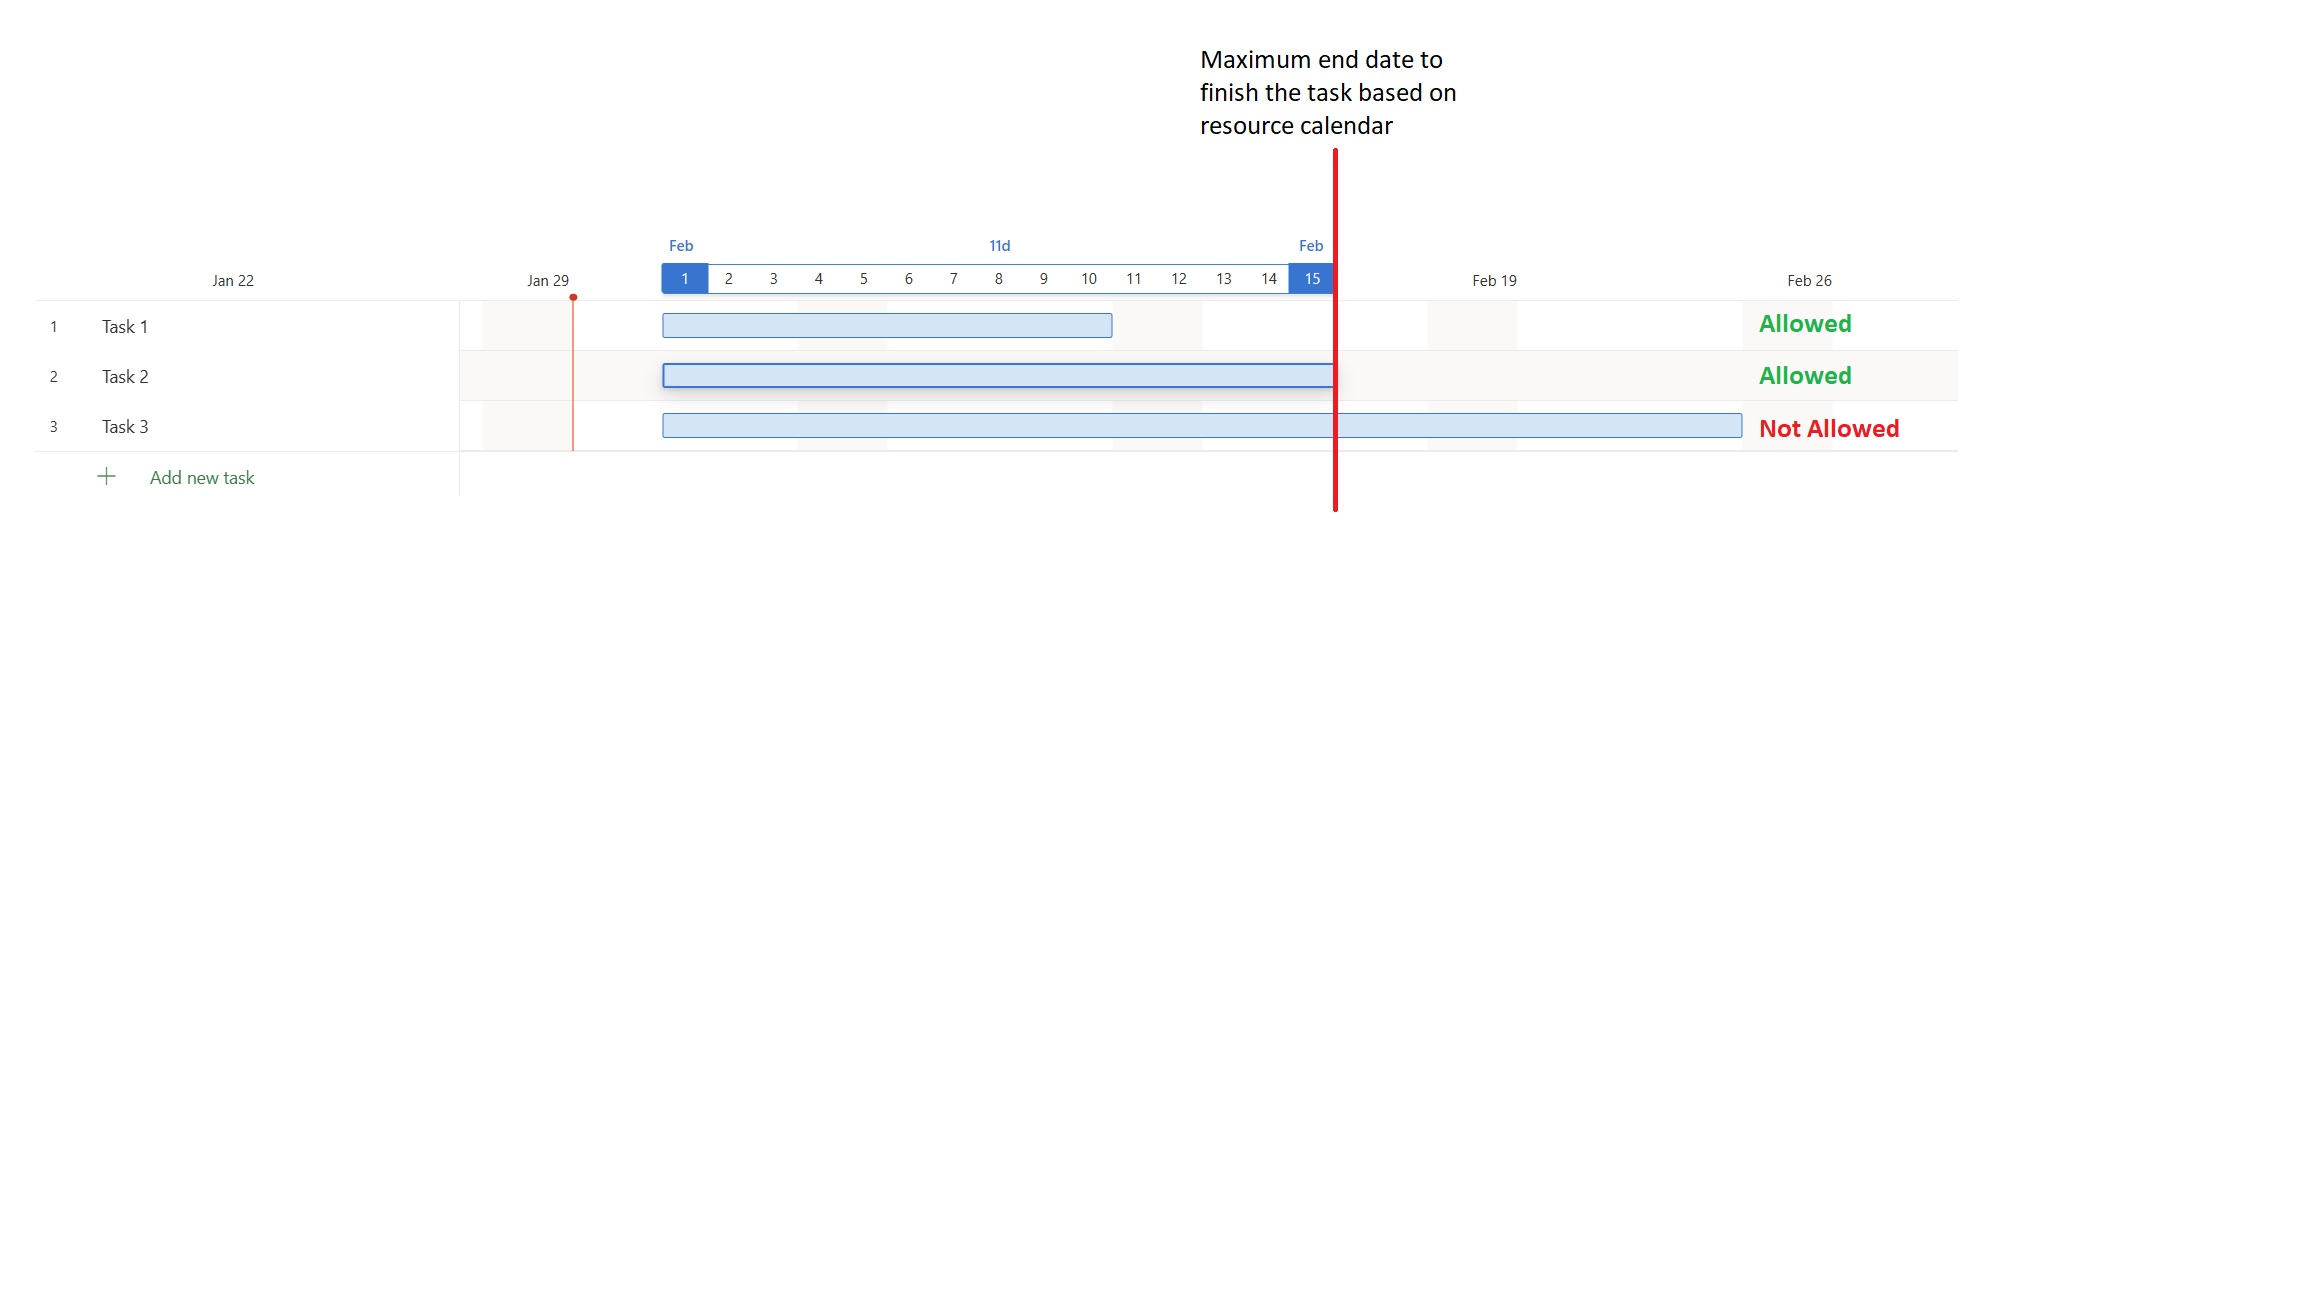 Maximum end date to
finish the task based on
resource calendar
Feb 11d Feb
Jan 22 Jan 29 1 2 3 4 5 6 7 8 9 10 11 12 13 14 15 Feb 19 Feb 26
1 Task 1 Allowed
2 Task 2 Allowed
3 Task 3 Not Allowed
+ Add new task